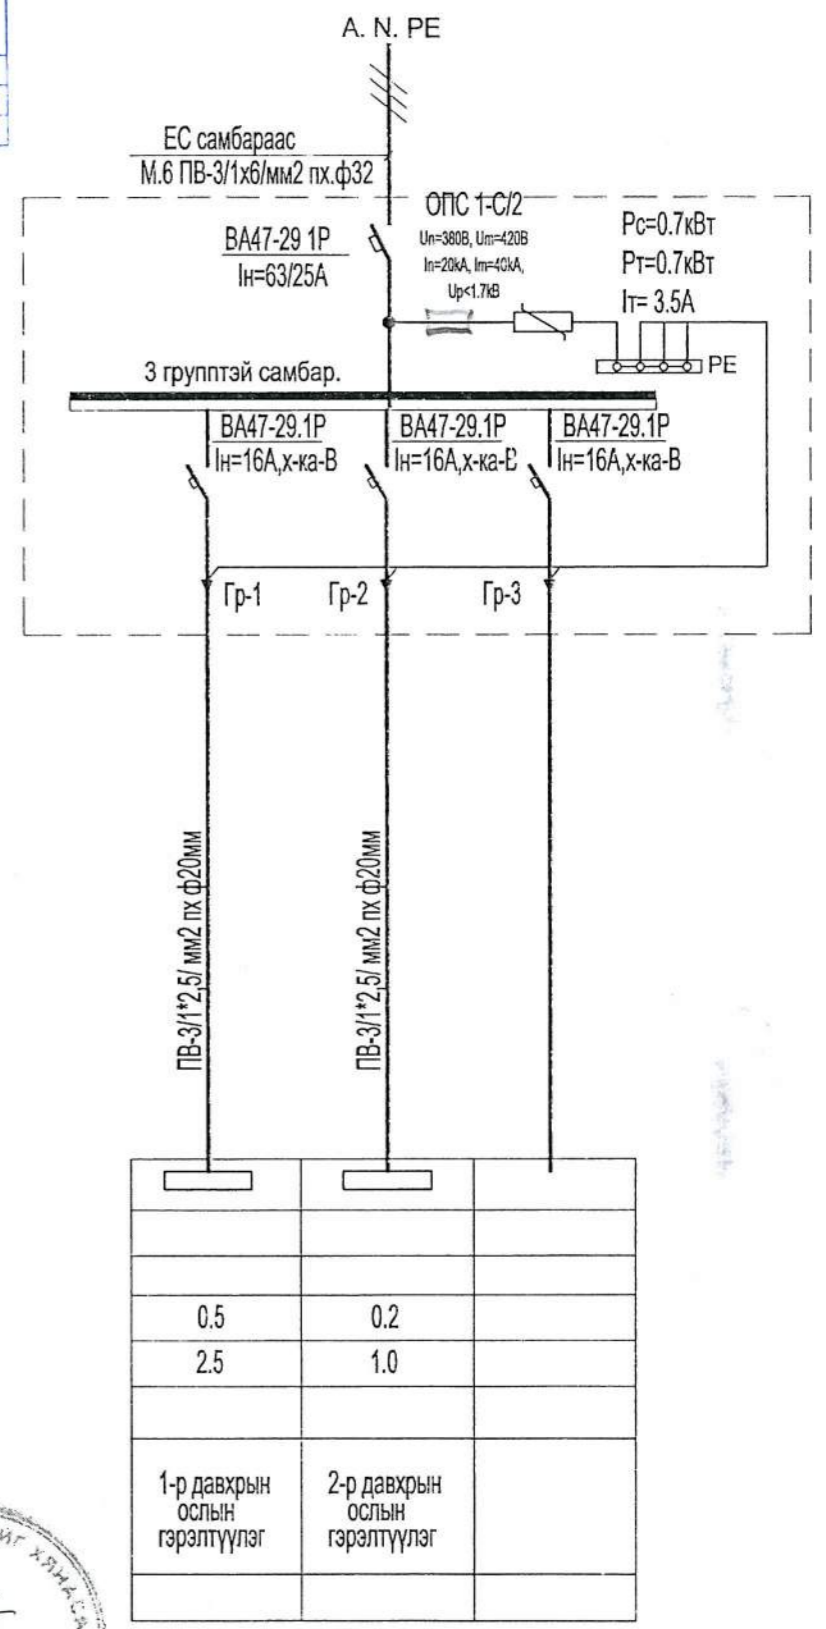 A. N. PE
ЕС самбараас
М.6 ПВ-3/1х6/мм2 пх.ф32
ВА47-29 1Р
Iн=63/25А
ОПС 1-С/2
Un=380В, Um=420В
In=20kA, Im=40kA,
Up<1.7kВ
Рс=0.7кВт
Рт=0.7кВт
Iт= 3.5А
PE
3 групптэй самбар.
ВА47-29.1Р
Iн=16А,х-ка-В
ВА47-29.1Р
Iн=16А,х-ка-В
ВА47-29.1Р
Iн=16А,х-ка-В
Гр-1
Гр-2
Гр-3
ПВ-3/1*2,5/ мм2 пх ф20мм
ПВ-3/1*2,5/ мм2 пх ф20мм
0.5
0.2
2.5
1.0
1-р давхрын
ослын
гэрэлтүүлэг
2-р давхрын
ослын
гэрэлтүүлэг